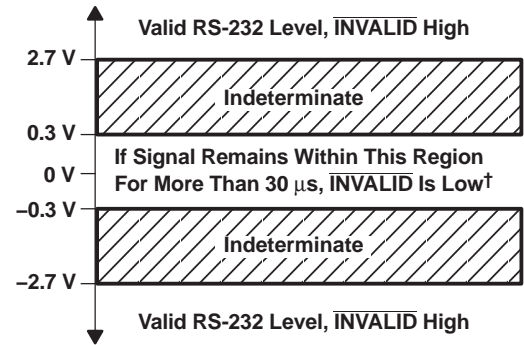 Valid RS-232 Level, INVALID High
2.7 V
Indeterminate
0.3 V
If Signal Remains Within This Region
0 V
For More Than 30 μs, INVALID Is Low†
−0.3 V
Indeterminate
−2.7 V
Valid RS-232 Level, INVALID High